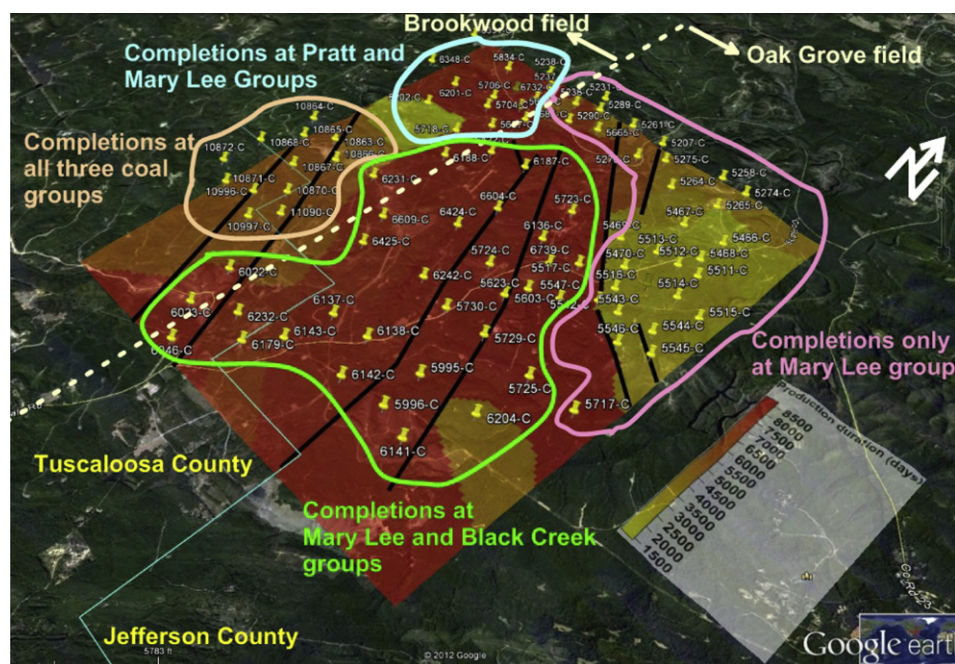 Brookwood field
Completions at Pratt and
Mary Lee Groups
Oak Grove field
Completions at
all three coal
groups
6348-C
5834-C
5238-C
5706-C
6201-C
6732-C
5704-C
5718-C
5231-C
5289-C
5290-C
5261-C
5665-C
5207-C
5275-C
5258-C
5264-C
5274-C
5265-C
5467-C
5466-C
5468-C
5513-C
5512-C
5470-C
5511-C
5516-C
5514-C
5543-C
5515-C
5544-C
5546-C
5545-C
5717-C
10864-C
10865-C
10868-C
10863-C
10872-C
10867-C
10871-C
10870-C
10996-C
11090-C
10997-C
6188-C
6187-C
6231-C
6604-C
5723-C
6609-C
6424-C
6136-C
6425-C
5724-C
6739-C
5517-C
6022-C
6242-C
5623-C
5547-C
5603-C
6023-C
6137-C
5730-C
6232-C
6046-C
6143-C
6138-C
5729-C
6179-C
6142-C
5995-C
5725-C
5996-C
6204-C
6141-C
Completions only
at Mary Lee group
Production duration (days)
8500
8000
7500
7000
6500
6000
5500
5000
4500
4000
3500
3000
2500
2000
1500
Tuscaloosa County
Completions at
Mary Lee and Black Creek
groups
Jefferson County
5783 ft
© 2012 Google
Google earth